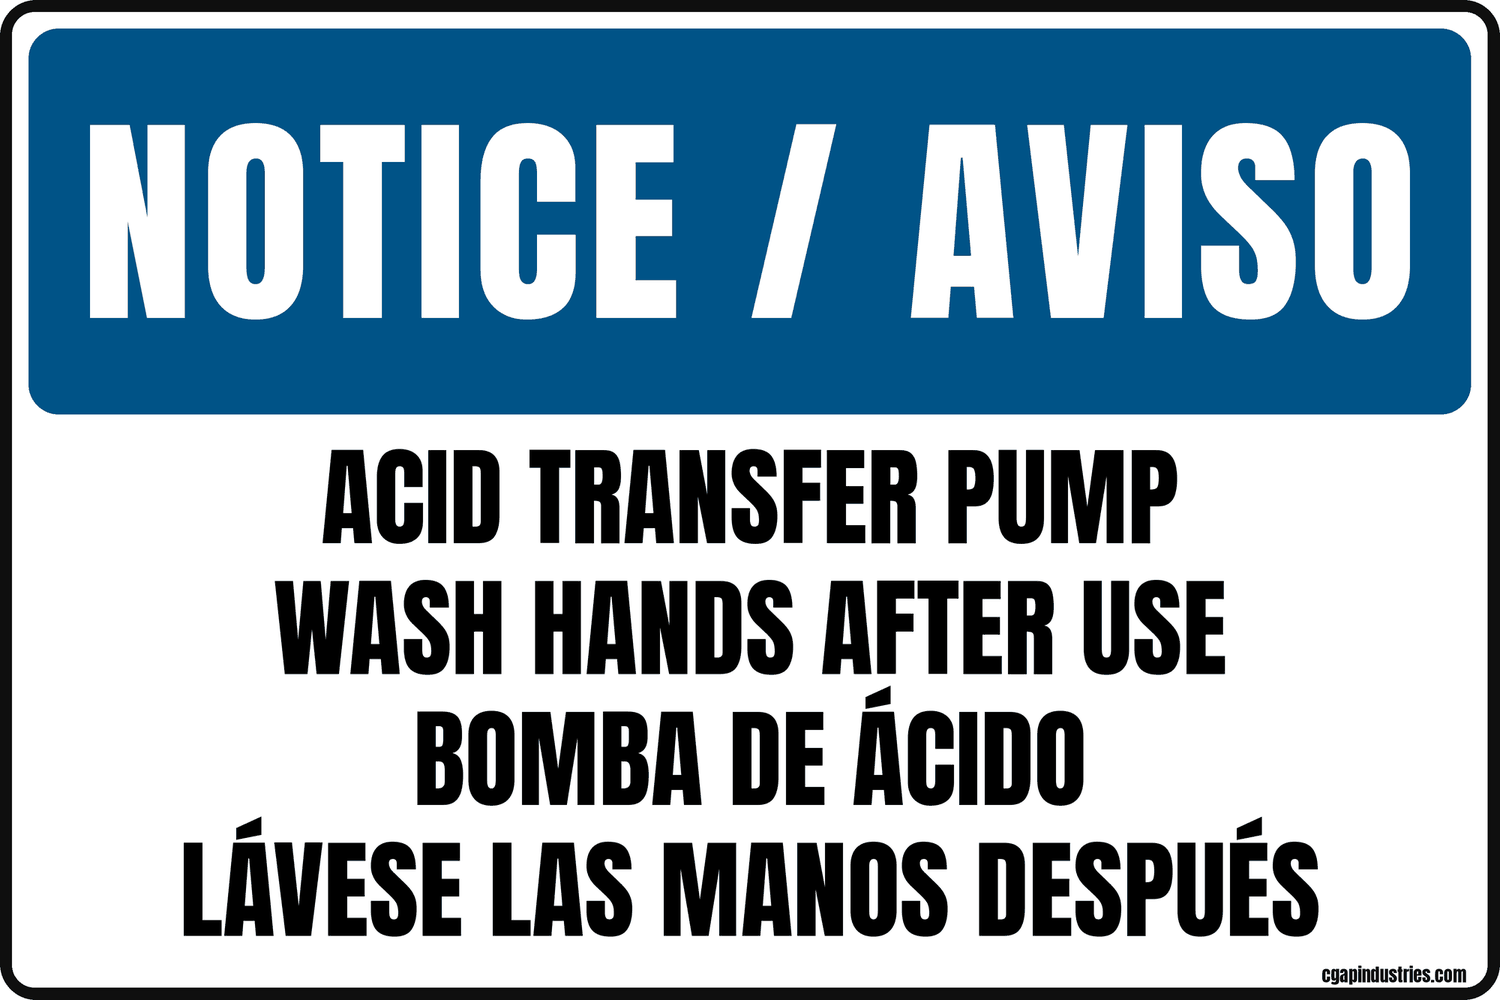 NOTICE / AVISO
ACID TRANSFER PUMP
WASH HANDS AFTER USE
BOMBA DE ÁCIDO
LÁVESE LAS MANOS DESPUÉS
cgapindustries.com